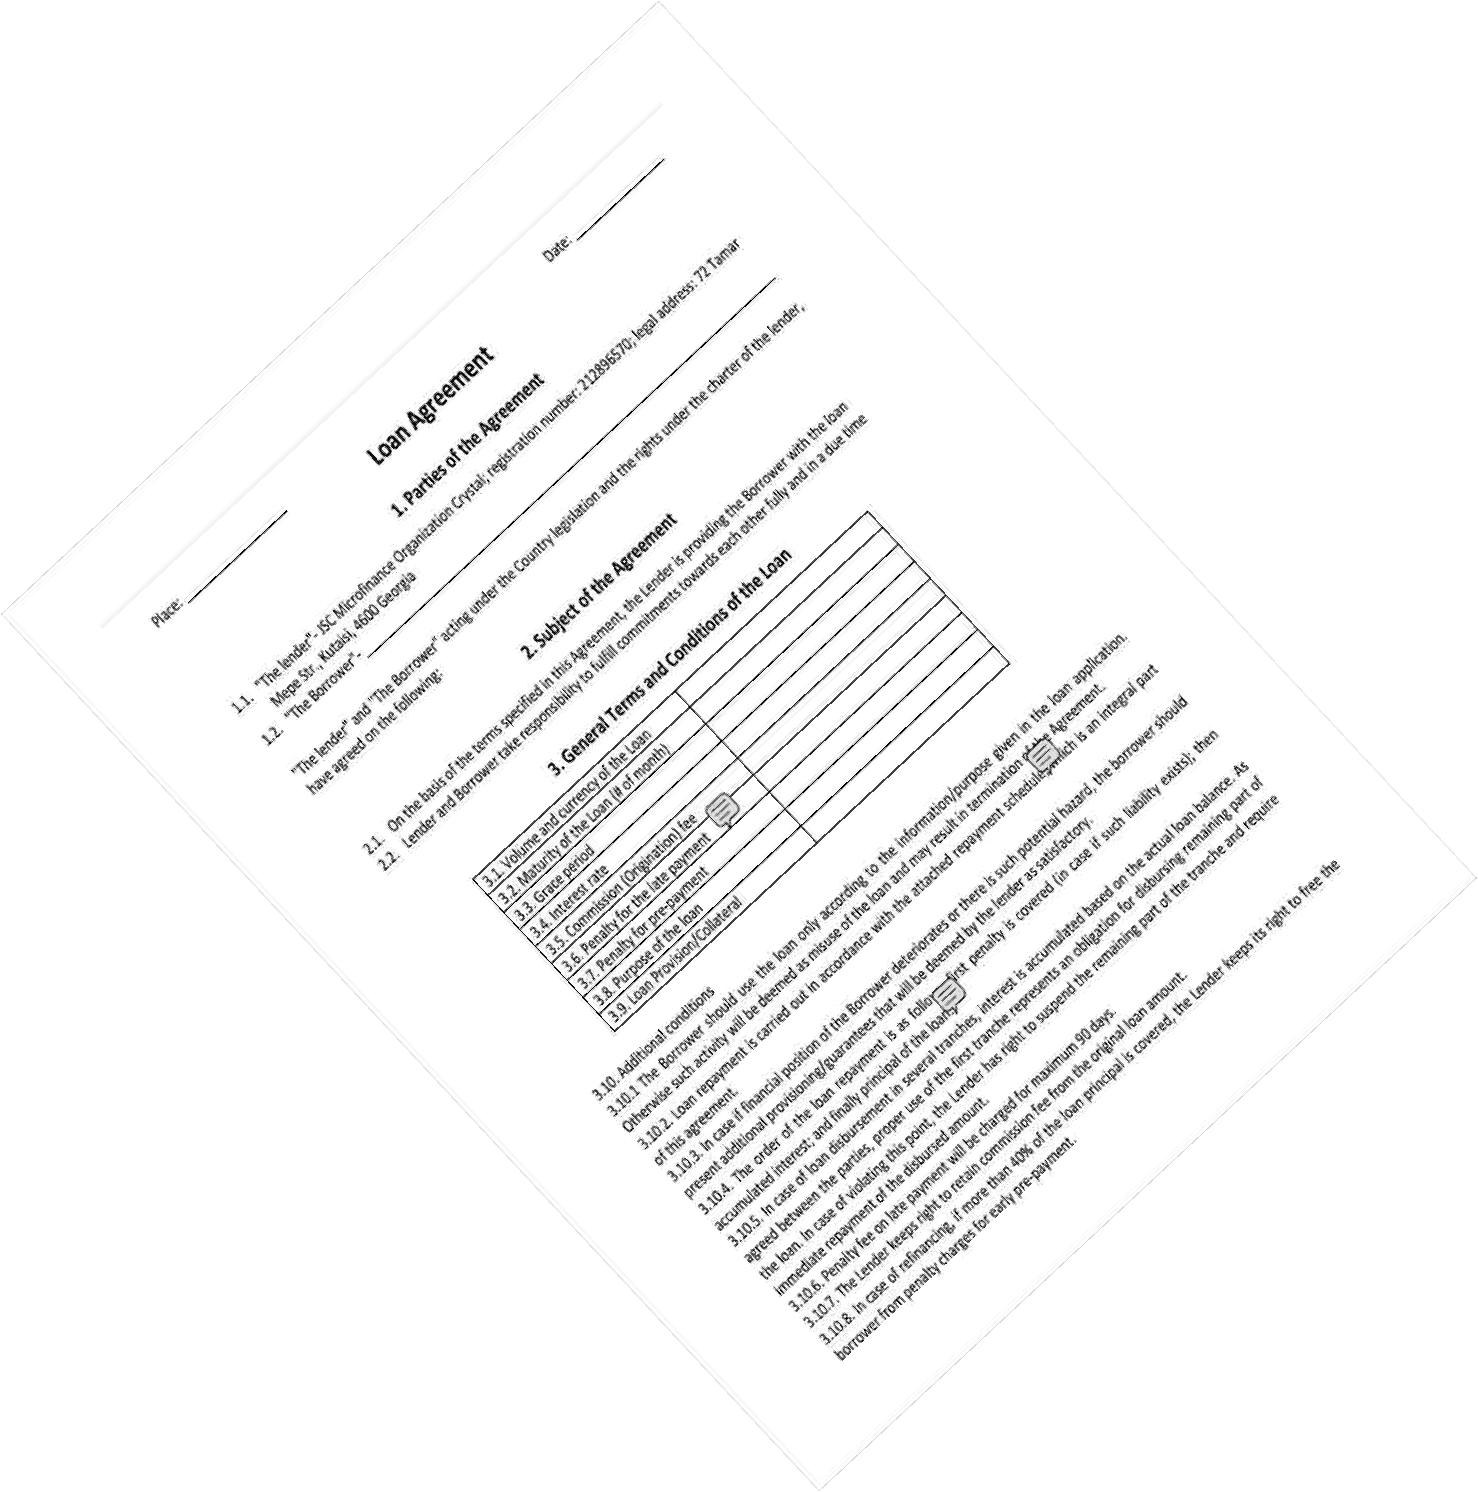 Place: __________ Date: __________
Loan Agreement
1. Parties of the Agreement
1.1. "The lender"- JSC Microfinance Organization Crystal; registration number: 212896570; legal address: 72 Tamar
Mepe Str., Kutaisi, 4600 Georgia
1.2. "The Borrower"- __________
"The lender" and "The Borrower" acting under the Country legislation and the rights under the charter of the lender,
have agreed on the following:
2. Subject of the Agreement
2.1. On the basis of the terms specified in this Agreement, the Lender is providing the Borrower with the loan
2.2. Lender and Borrower take responsibility to fulfill commitments towards each other fully and in a due time
3. General Terms and Conditions of the Loan
3.1. Volume and currency of the Loan
3.2. Maturity of the Loan (# of month)
3.3. Grace period
3.4. Interest rate
3.5. Commission (Origination) fee
3.6. Penalty for the late payment
3.7. Penalty for pre-payment
3.8. Purpose of the loan
3.9. Loan Provision/Collateral
3.10. Additional conditions
3.10.1 The Borrower should use the loan only according to the information/purpose given in the loan application.
Otherwise such activity will be deemed as misuse of the loan and may result in termination of the Agreement.
3.10.2. Loan repayment is carried out in accordance with the attached repayment schedule, which is an integral part
of this agreement.
3.10.3. In case if financial position of the Borrower deteriorates or there is such potential hazard, the borrower should
present additional provisioning/guarantees that will be deemed by the lender as satisfactory.
3.10.4. The order of the loan repayment is as follo first penalty is covered (in case if such liability exists); then
accumulated interest; and finally principal of the loan.
3.10.5. In case of loan disbursement in several tranches, interest is accumulated based on the actual loan balance. As
agreed between the parties, proper use of the first tranche represents an obligation for disbursing remaining part of
the loan. In case of violating this point, the Lender has right to suspend the remaining part of the tranche and require
immediate repayment of the disbursed amount.
3.10.6. Penalty fee on late payment will be charged for maximum 90 days.
3.10.7. The Lender keeps right to retain commission fee from the original loan amount.
3.10.8. In case of refinancing, if more than 40% of the loan principal is covered, the Lender keeps its right to free the
borrower from penalty charges for early pre-payment.